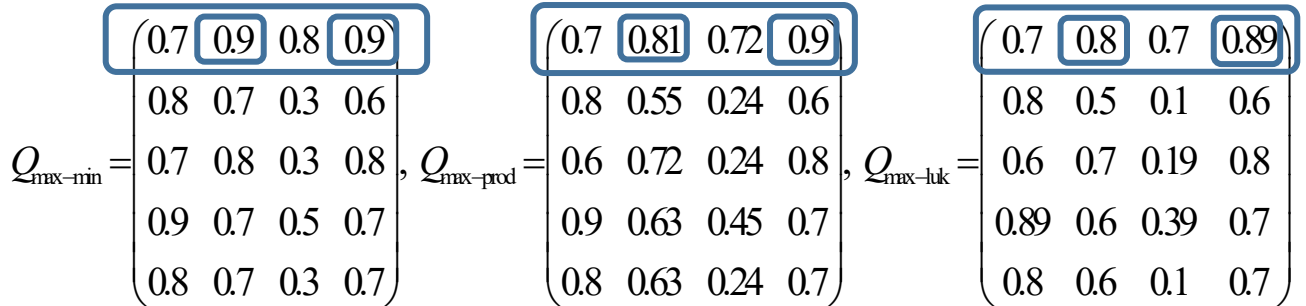 0.7 0.9 0.8 0.9 0.7 0.81 0.72 0.9 0.7 0.8 0.7 0.89
0.8 0.7 0.3 0.6 0.8 0.55 0.24 0.6 0.8 0.5 0.1 0.6
Qmax−min = 0.7 0.8 0.3 0.8 , Qmax−prod = 0.6 0.72 0.24 0.8 , Qmax−luk = 0.6 0.7 0.19 0.8
0.9 0.7 0.5 0.7 0.9 0.63 0.45 0.7 0.89 0.6 0.39 0.7
0.8 0.7 0.3 0.7 0.8 0.63 0.24 0.7 0.8 0.6 0.1 0.7